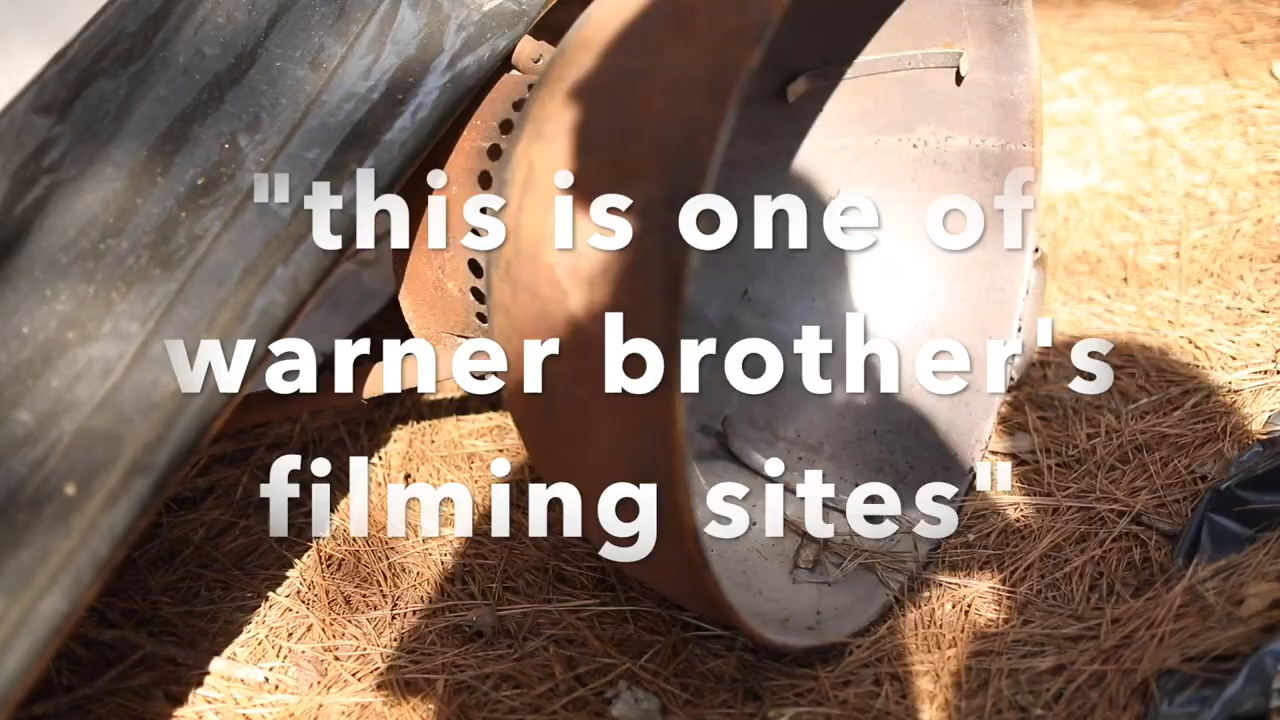 "this is one of
warner brother's
filming sites"